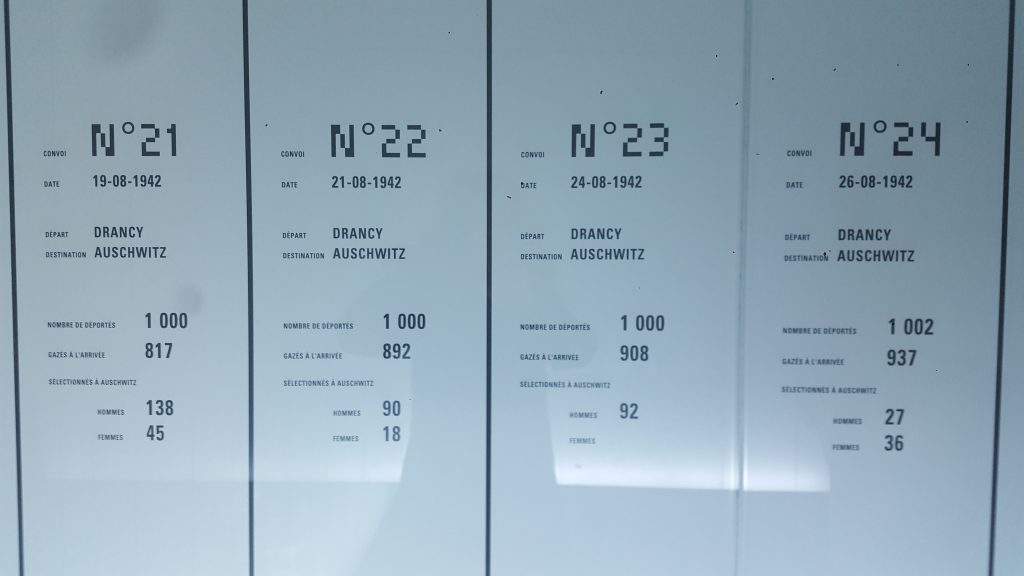 CONVOI N°21
DATE 19-08-1942
DÉPART DRANCY
DESTINATION AUSCHWITZ
NOMBRE DE DÉPORTÉS 1 000
GAZÉS À L'ARRIVÉE 817
SÉLECTIONNÉS À AUSCHWITZ
HOMMES 138
FEMMES 45
CONVOI N°22
DATE 21-08-1942
DÉPART DRANCY
DESTINATION AUSCHWITZ
NOMBRE DE DÉPORTÉS 1 000
GAZÉS À L'ARRIVÉE 892
SÉLECTIONNÉS À AUSCHWITZ
HOMMES 90
FEMMES 18
CONVOI N°23
DATE 24-08-1942
DÉPART DRANCY
DESTINATION AUSCHWITZ
NOMBRE DE DÉPORTÉS 1 000
GAZÉS À L'ARRIVÉE 908
SÉLECTIONNÉS À AUSCHWITZ
HOMMES 92
FEMMES
CONVOI N°24
DATE 26-08-1942
DÉPART DRANCY
DESTINATION AUSCHWITZ
NOMBRE DE DÉPORTÉS 1 002
GAZÉS À L'ARRIVÉE 937
SÉLECTIONNÉS À AUSCHWITZ
HOMMES 27
FEMMES 36